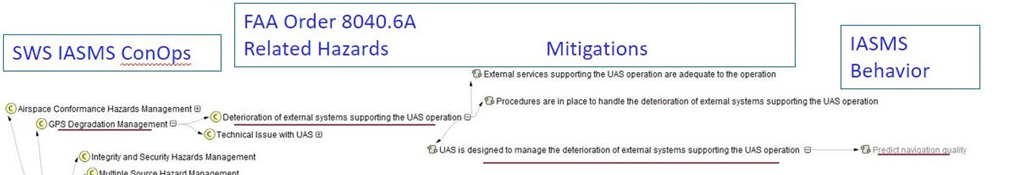 FAA Order 8040.6A
SWS IASMS ConOps
Related Hazards
Mitigations
IASMS
Behavior
External services supporting the UAS operation are adequate to the operation
Procedures are in place to handle the deterioration of external systems supporting the UAS operation
Airspace Conformance Hazards Management
GPS Degradation Management
Deterioration of external systems supporting the UAS operation
Technical Issue with UAS
UAS is designed to manage the deterioration of external systems supporting the UAS operation
Predict navigation quality
Integrity and Security Hazards Management
Multiple Source Hazard Management